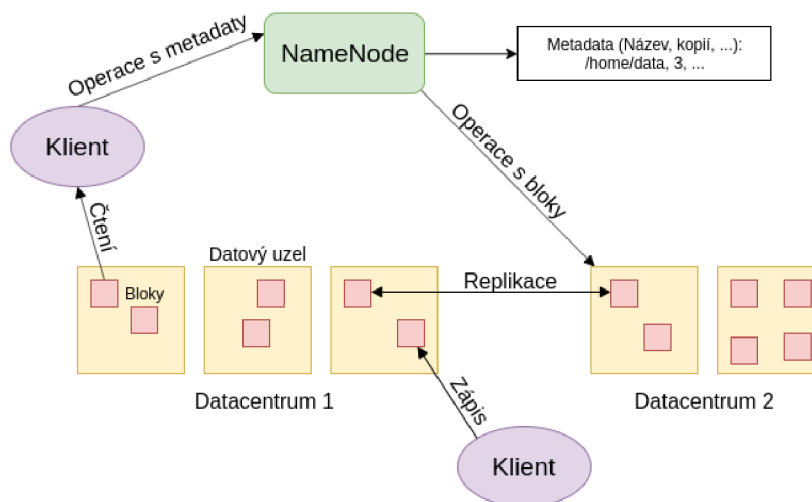 Operace s metadaty
NameNode
Metadata (Název, kopií, ...):
/home/data, 3, ...
Klient
Operace s bloky
Čtení
Datový uzel
Bloky
Replikace
Datacentrum 1
Zápis
Datacentrum 2
Klient